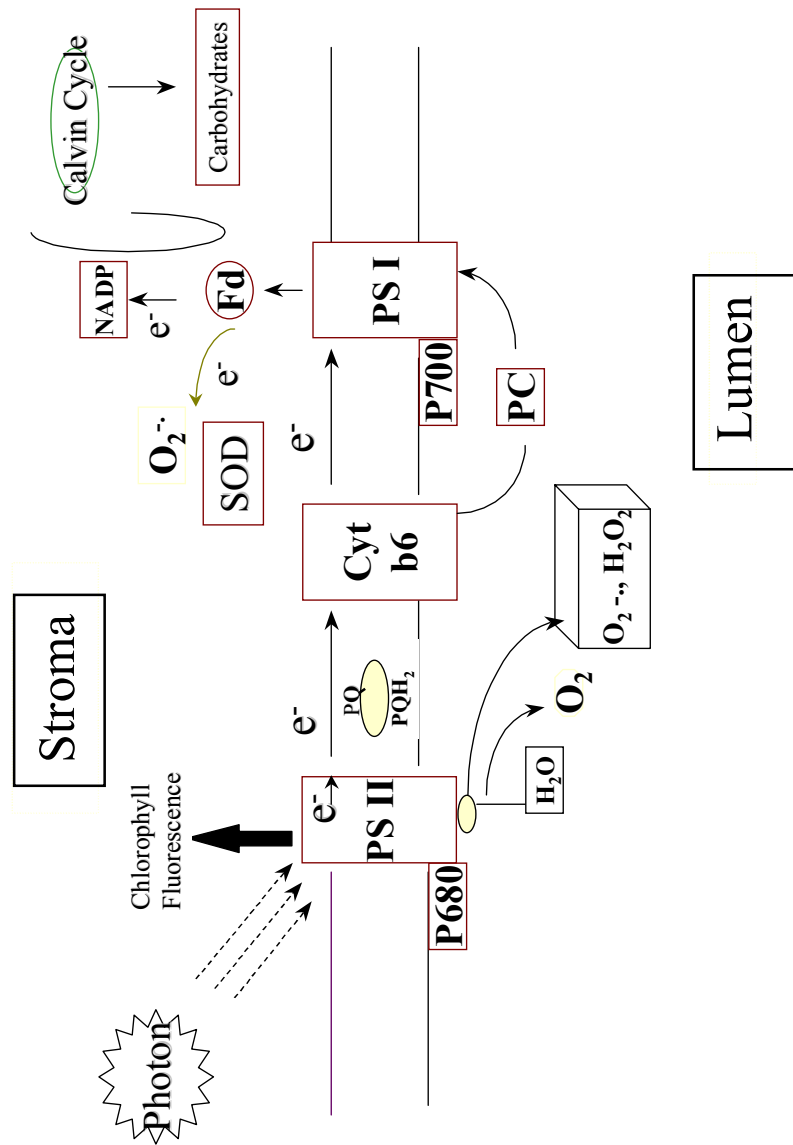 Stroma
Photon
Chlorophyll
Fluorescence
e-
PS II
P680
H₂O
O₂
O₂⁻·, H₂O₂
e-
PQ
PQH₂
Cyt
b6
e-
PC
O₂⁻·
SOD
e-
e-
NADP
Fd
PS I
P700
Calvin Cycle
Carbohydrates
Lumen